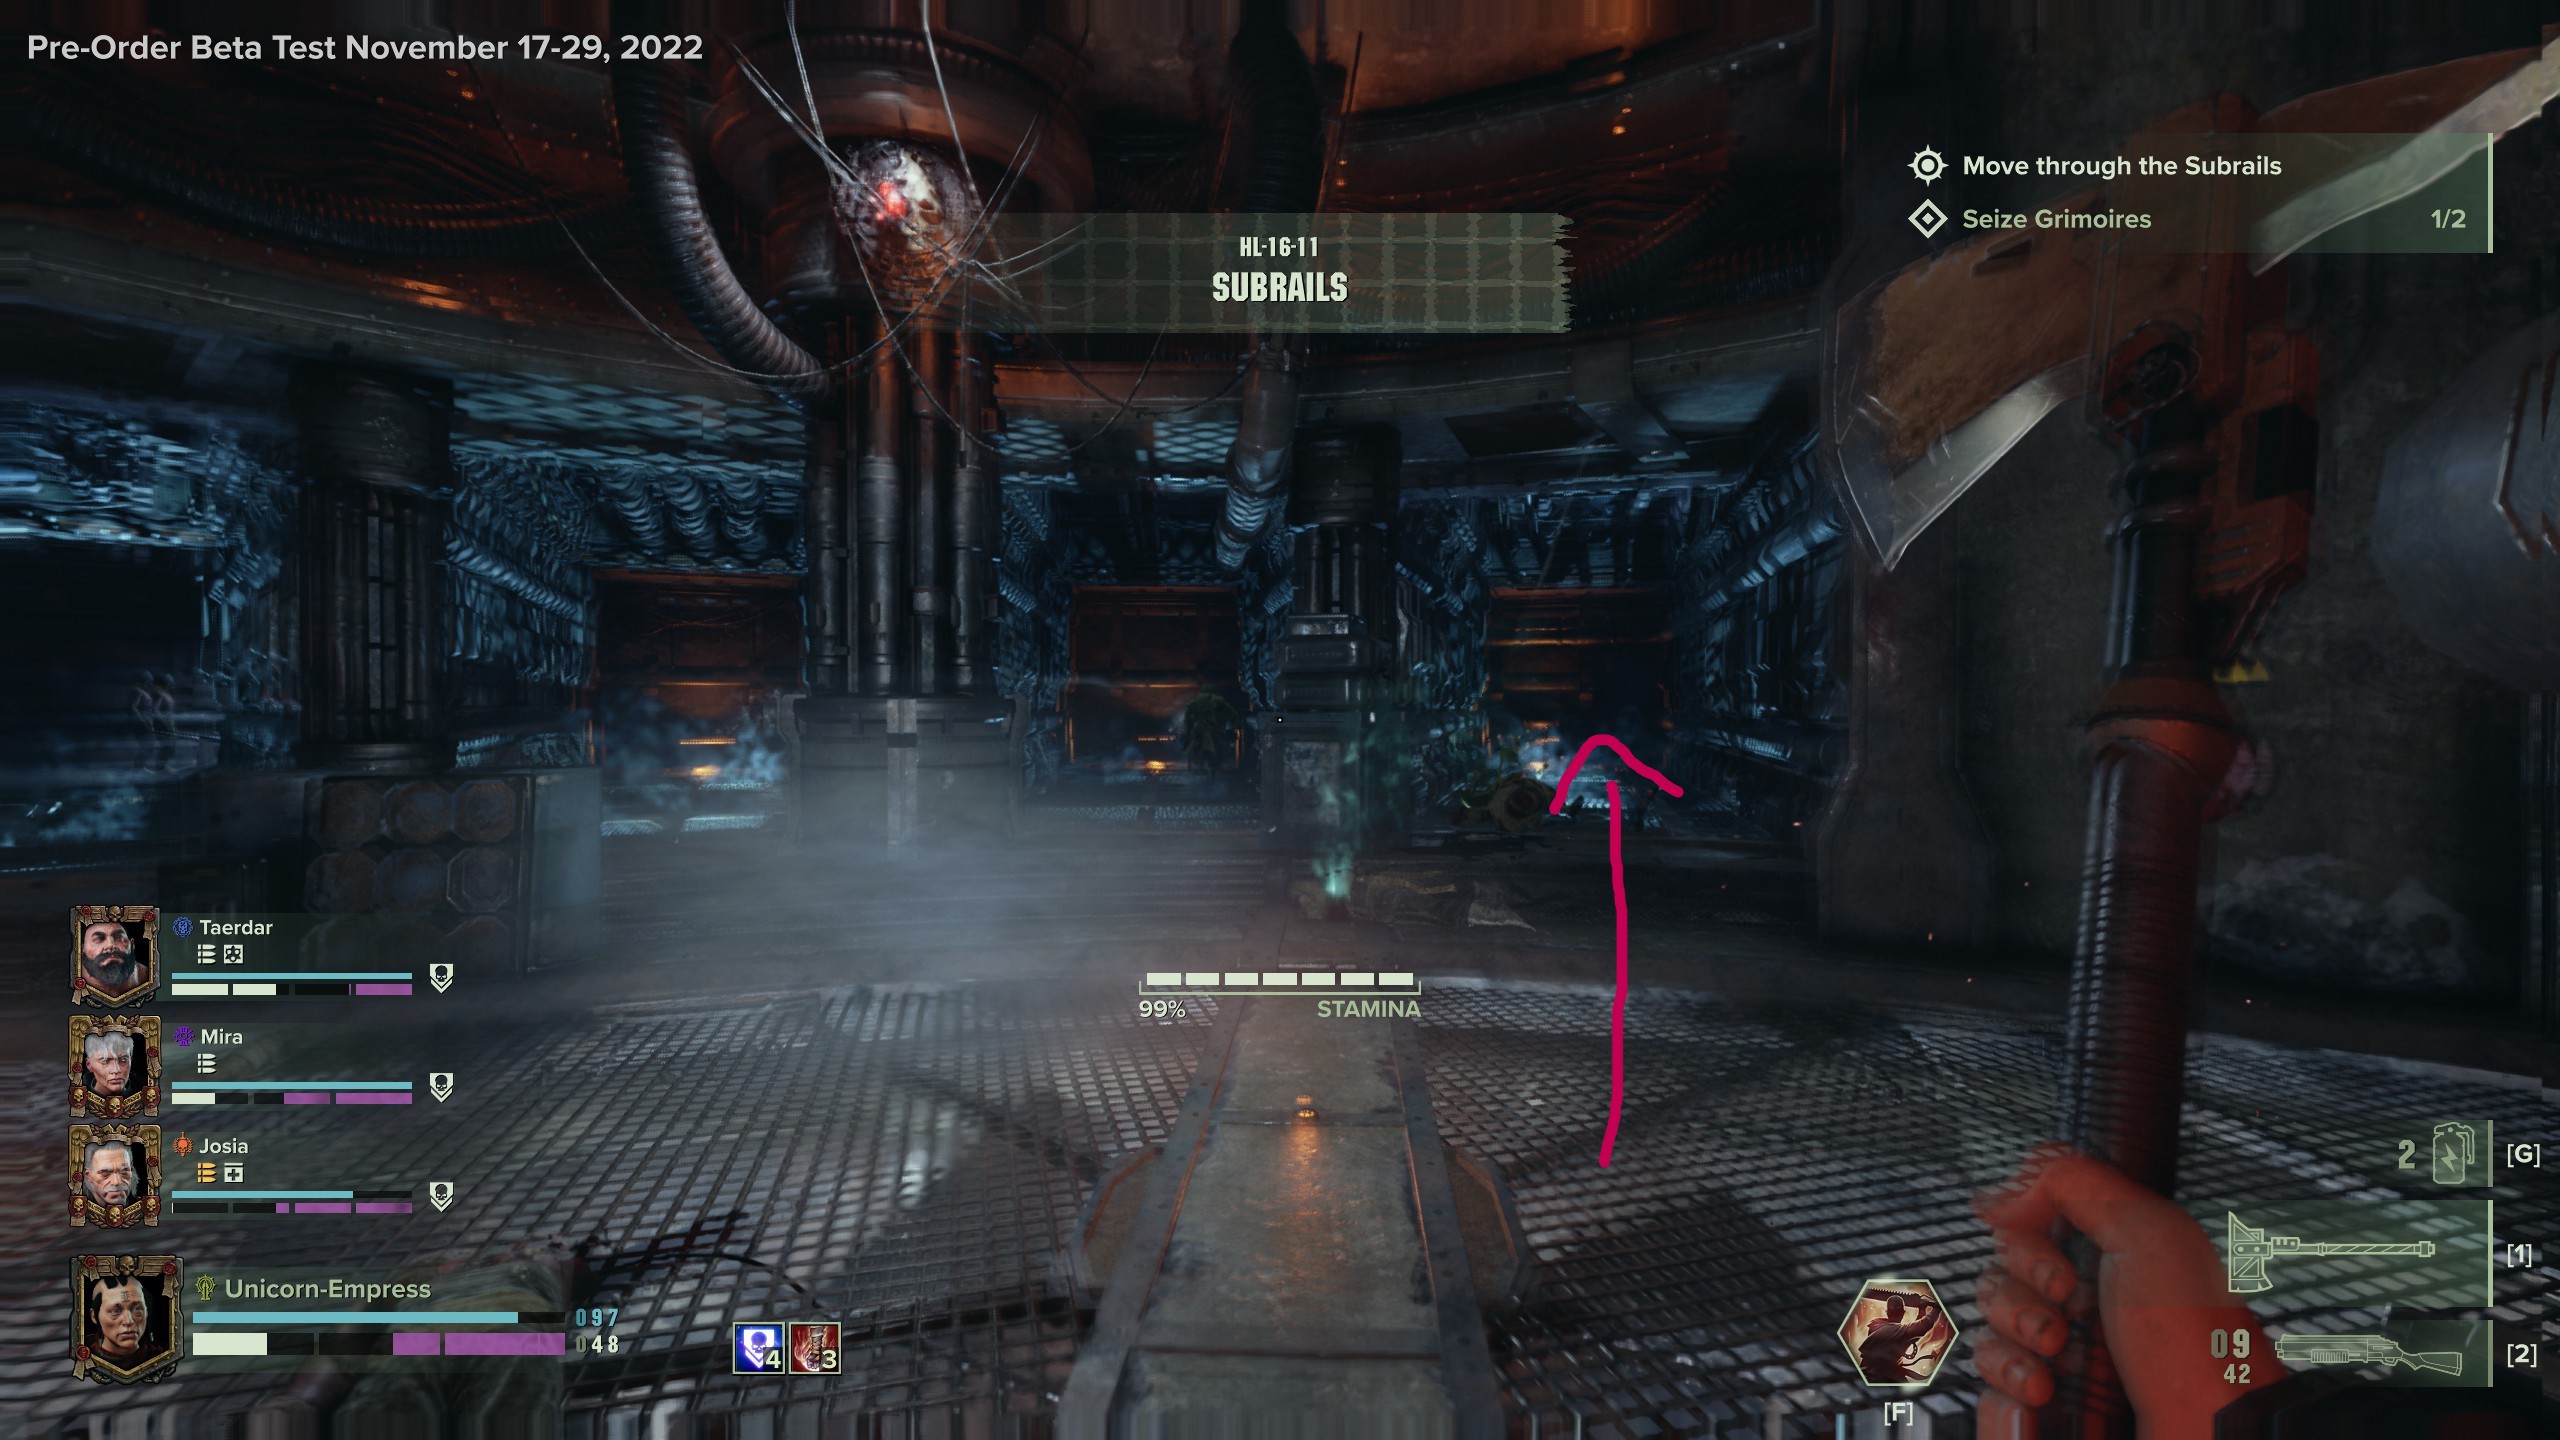 Pre-Order Beta Test November 17-29, 2022
Move through the Subrails
Seize Grimoires 1/2
HL-16-11
SUBRAILS
Taerdar
Mira
Josia
Unicorn-Empress
097
048
99% STAMINA
4 3
[F]
2 [G]
[1]
09
42
[2]